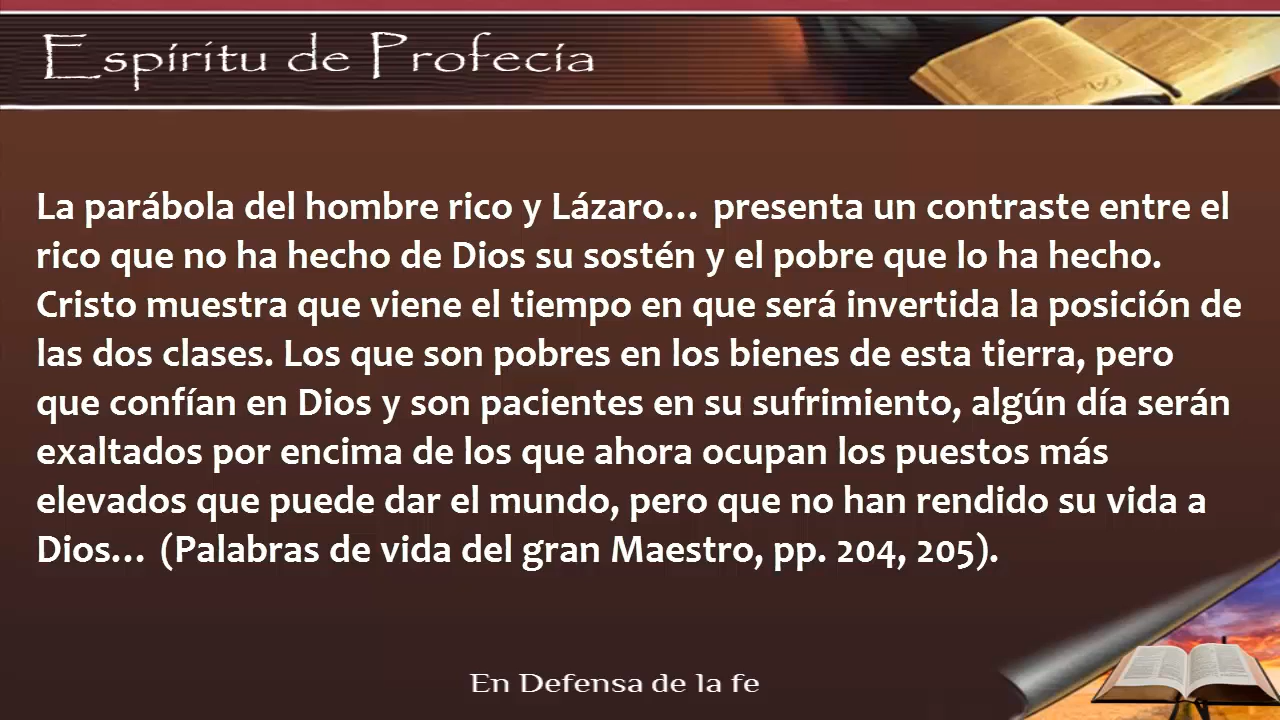 Espíritu de Profecía
La parábola del hombre rico y Lázaro… presenta un contraste entre el
rico que no ha hecho de Dios su sostén y el pobre que lo ha hecho.
Cristo muestra que viene el tiempo en que será invertida la posición de
las dos clases. Los que son pobres en los bienes de esta tierra, pero
que confían en Dios y son pacientes en su sufrimiento, algún día serán
exaltados por encima de los que ahora ocupan los puestos más
elevados que puede dar el mundo, pero que no han rendido su vida a
Dios… (Palabras de vida del gran Maestro, pp. 204, 205).
En Defensa de la fe